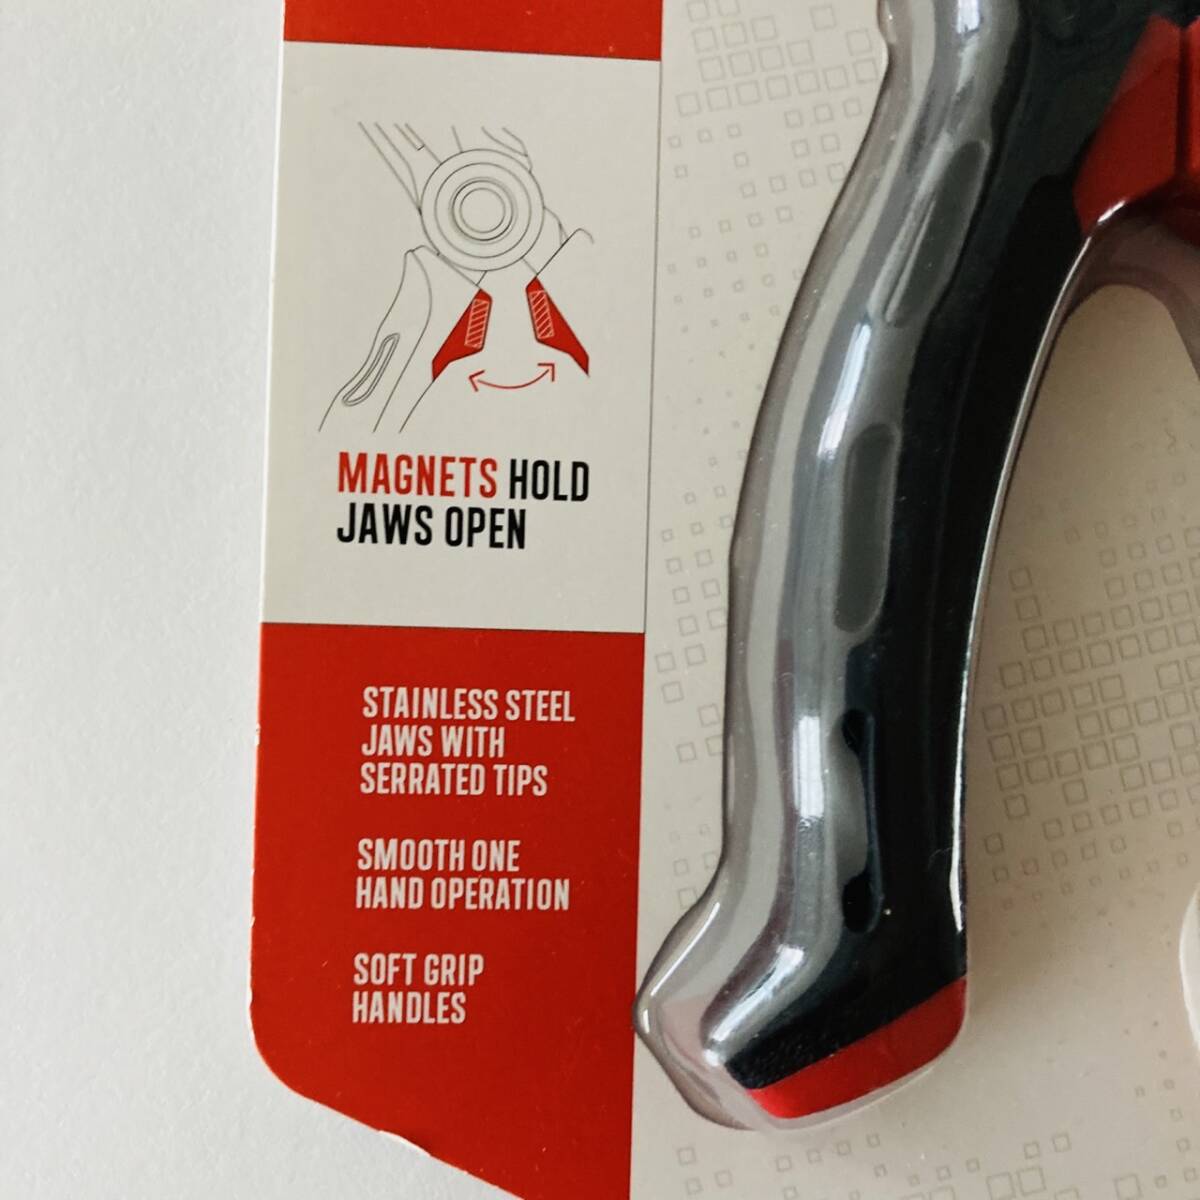 MAGNETS HOLD
JAWS OPEN
STAINLESS STEEL
JAWS WITH
SERRATED TIPS
SMOOTH ONE
HAND OPERATION
SOFT GRIP
HANDLES